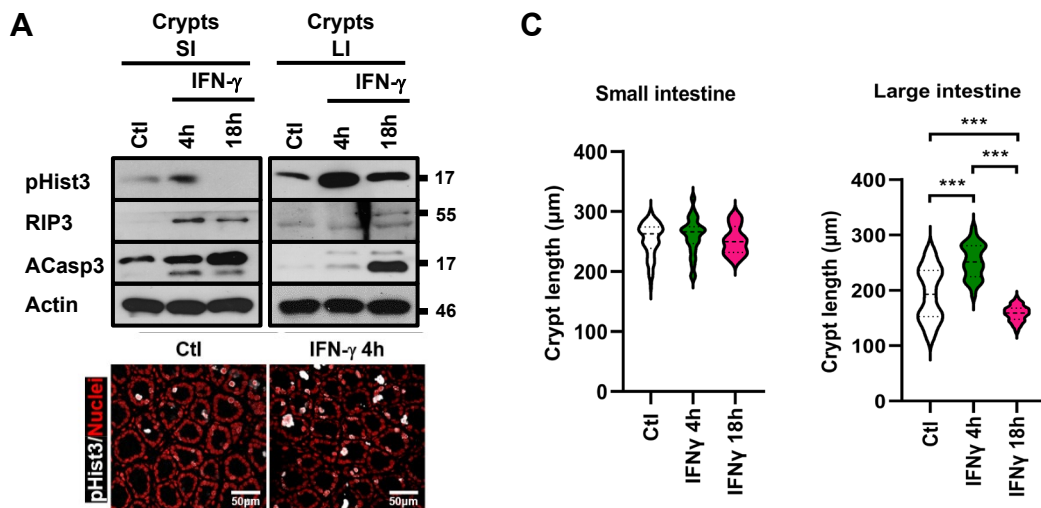 A
Crypts
SI
Crypts
LI
IFN-γ
IFN-γ
Ctl
4h
18h
Ctl
4h
18h
pHist3
17
RIP3
55
ACasp3
17
Actin
46
Ctl
IFN-γ 4h
pHist3/Nuclei
50μm
50μm
C
Small intestine
Crypt length (μm)
400
300
200
100
0
Ctl
IFNγ 4h
IFNγ 18h
Large intestine
***
***
***
Crypt length (μm)
400
300
200
100
0
Ctl
IFNγ 4h
IFNγ 18h